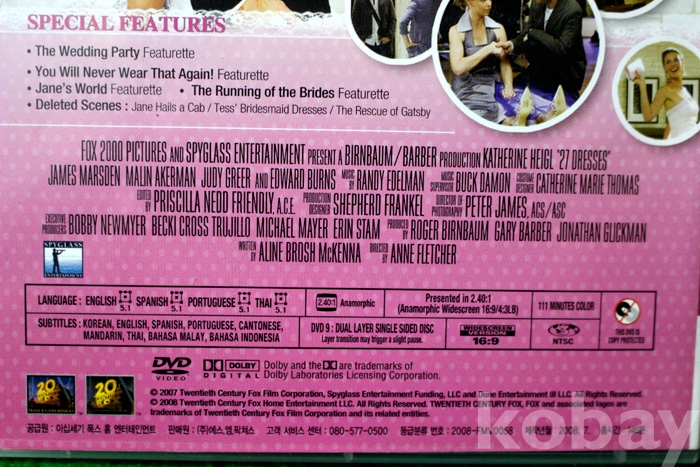 SPECIAL FEATURES
• The Wedding Party Featurette
• You Will Never Wear That Again! Featurette
• Jane's World Featurette • The Running of the Brides Featurette
• Deleted Scenes : Jane Hails a Cab / Tess' Bridesmaid Dresses / The Rescue of Gatsby
FOX 2000 PICTURES AND SPYGLASS ENTERTAINMENT PRESENT A BIRNBAUM/BARBER PRODUCTION KATHERINE HEIGL "27 DRESSES"
JAMES MARSDEN MALIN AKERMAN JUDY GREER AND EDWARD BURNS MUSIC BY RANDY EDELMAN MUSIC SUPERVISOR BUCK DAMON COSTUME DESIGNER CATHERINE MARIE THOMAS
EDITED BY PRISCILLA NEDD FRIENDLY, A.C.E. PRODUCTION DESIGNER SHEPHERD FRANKEL DIRECTOR OF PHOTOGRAPHY PETER JAMES, ACS/ASC
EXECUTIVE PRODUCERS BOBBY NEWMYER BECKI CROSS TRUJILLO MICHAEL MAYER ERIN STAM PRODUCED BY ROGER BIRNBAUM GARY BARBER JONATHAN GLICKMAN
WRITTEN BY ALINE BROSH McKENNA DIRECTED BY ANNE FLETCHER
SPYGLASS
ENTERTAINMENT
LANGUAGE : ENGLISH 5.1 SPANISH 5.1 PORTUGUESE 5.1 THAI 5.1
2.40:1 Anamorphic
Presented in 2.40:1
(Anamorphic Widescreen 16:9/4:3LB)
111 MINUTES COLOR
SUBTITLES : KOREAN, ENGLISH, SPANISH, PORTUGUESE, CANTONESE,
MANDARIN, THAI, BAHASA MALAY, BAHASA INDONESIA
DVD 9 : DUAL LAYER SINGLE SIDED DISC
Layer transition may trigger a slight pause.
WIDESCREEN
VERSION
16:9
3
NTSC
THIS DVD IS
COPY PROTECTED
DVD
VIDEO
DOLBY
DIGITAL
Dolby and the DD are trademarks of
Dolby Laboratories Licensing Corporation.
20
20
© 2007 Twentieth Century Fox Film Corporation, Spyglass Entertainment Funding, LLC and Dune Entertainment III LLC. All Rights Reserved.
© 2008 Twentieth Century Fox Home Entertainment, Inc. All Rights Reserved. TWENTIETH CENTURY FOX, FOX and associated logos are
trademarks of Twentieth Century Fox Film Corporation and its related entities.
공급원 : 이십세기 폭스 홈 엔터테인먼트 판매원 : (주)에스.엠.픽쳐스 고객 서비스 센터 : 080-577-0500 등급분류 번호 : 2008-FMV0058 제작년월 : 2008. 7.
kobay